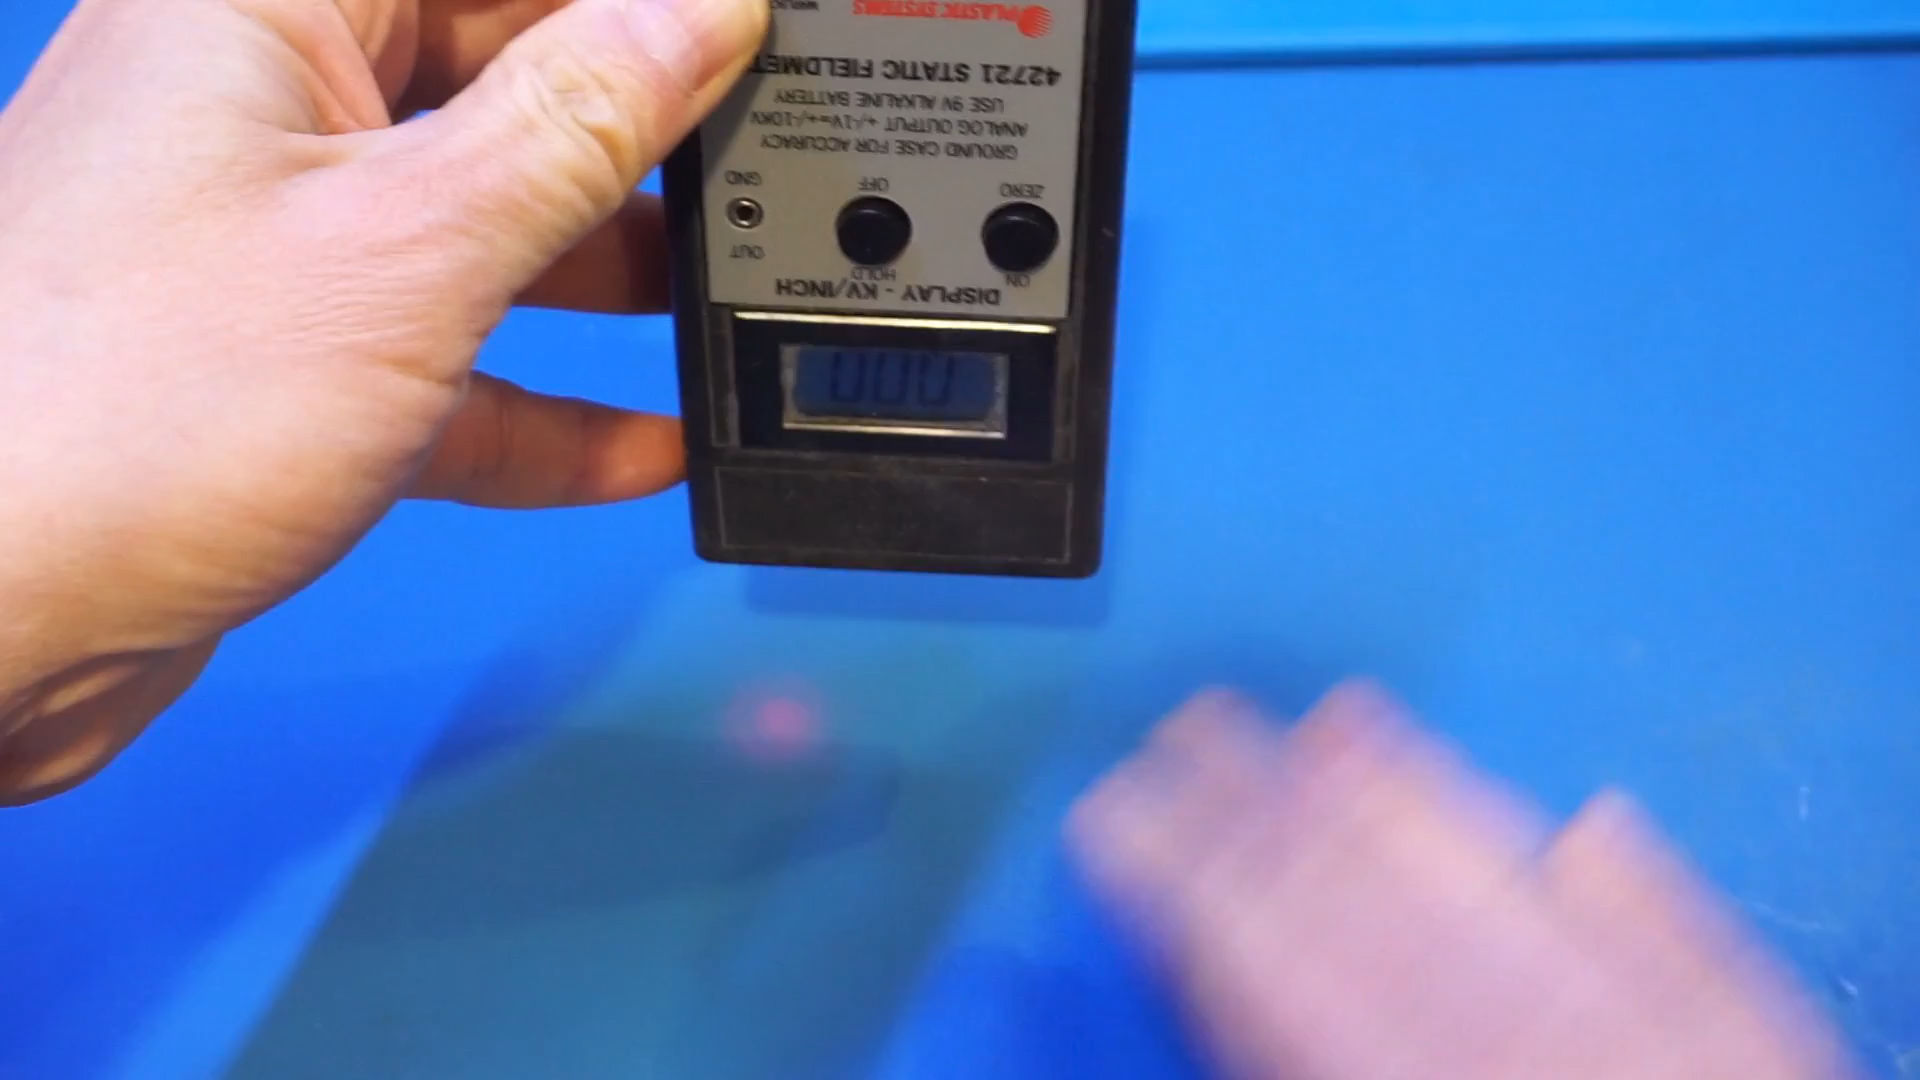 000
DISPLAY - KV/INCH
ON HOLD OUT
ZERO OFF GND
GROUND CASE FOR ACCURACY
ANALOG OUTPUT +/-1V=+/-10KV
USE 9V ALKALINE BATTERY
42721 STATIC FIELDMET
PLASTIC SYSTEMS